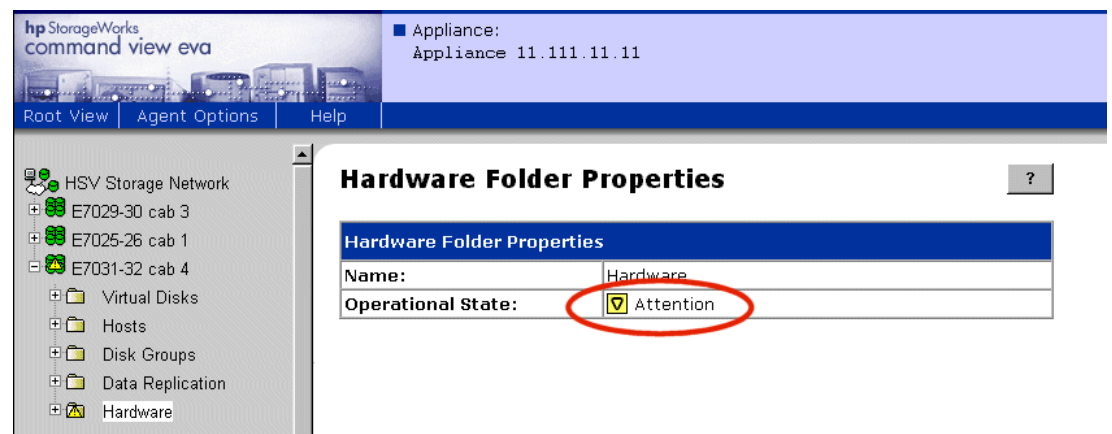 hp StorageWorks
command view eva
Appliance:
Appliance 11.111.11.11
Root View Agent Options Help
HSV Storage Network
E7029-30 cab 3
E7025-26 cab 1
E7031-32 cab 4
Virtual Disks
Hosts
Disk Groups
Data Replication
Hardware
Hardware Folder Properties ?
Hardware Folder Properties
Name: Hardware
Operational State: Attention